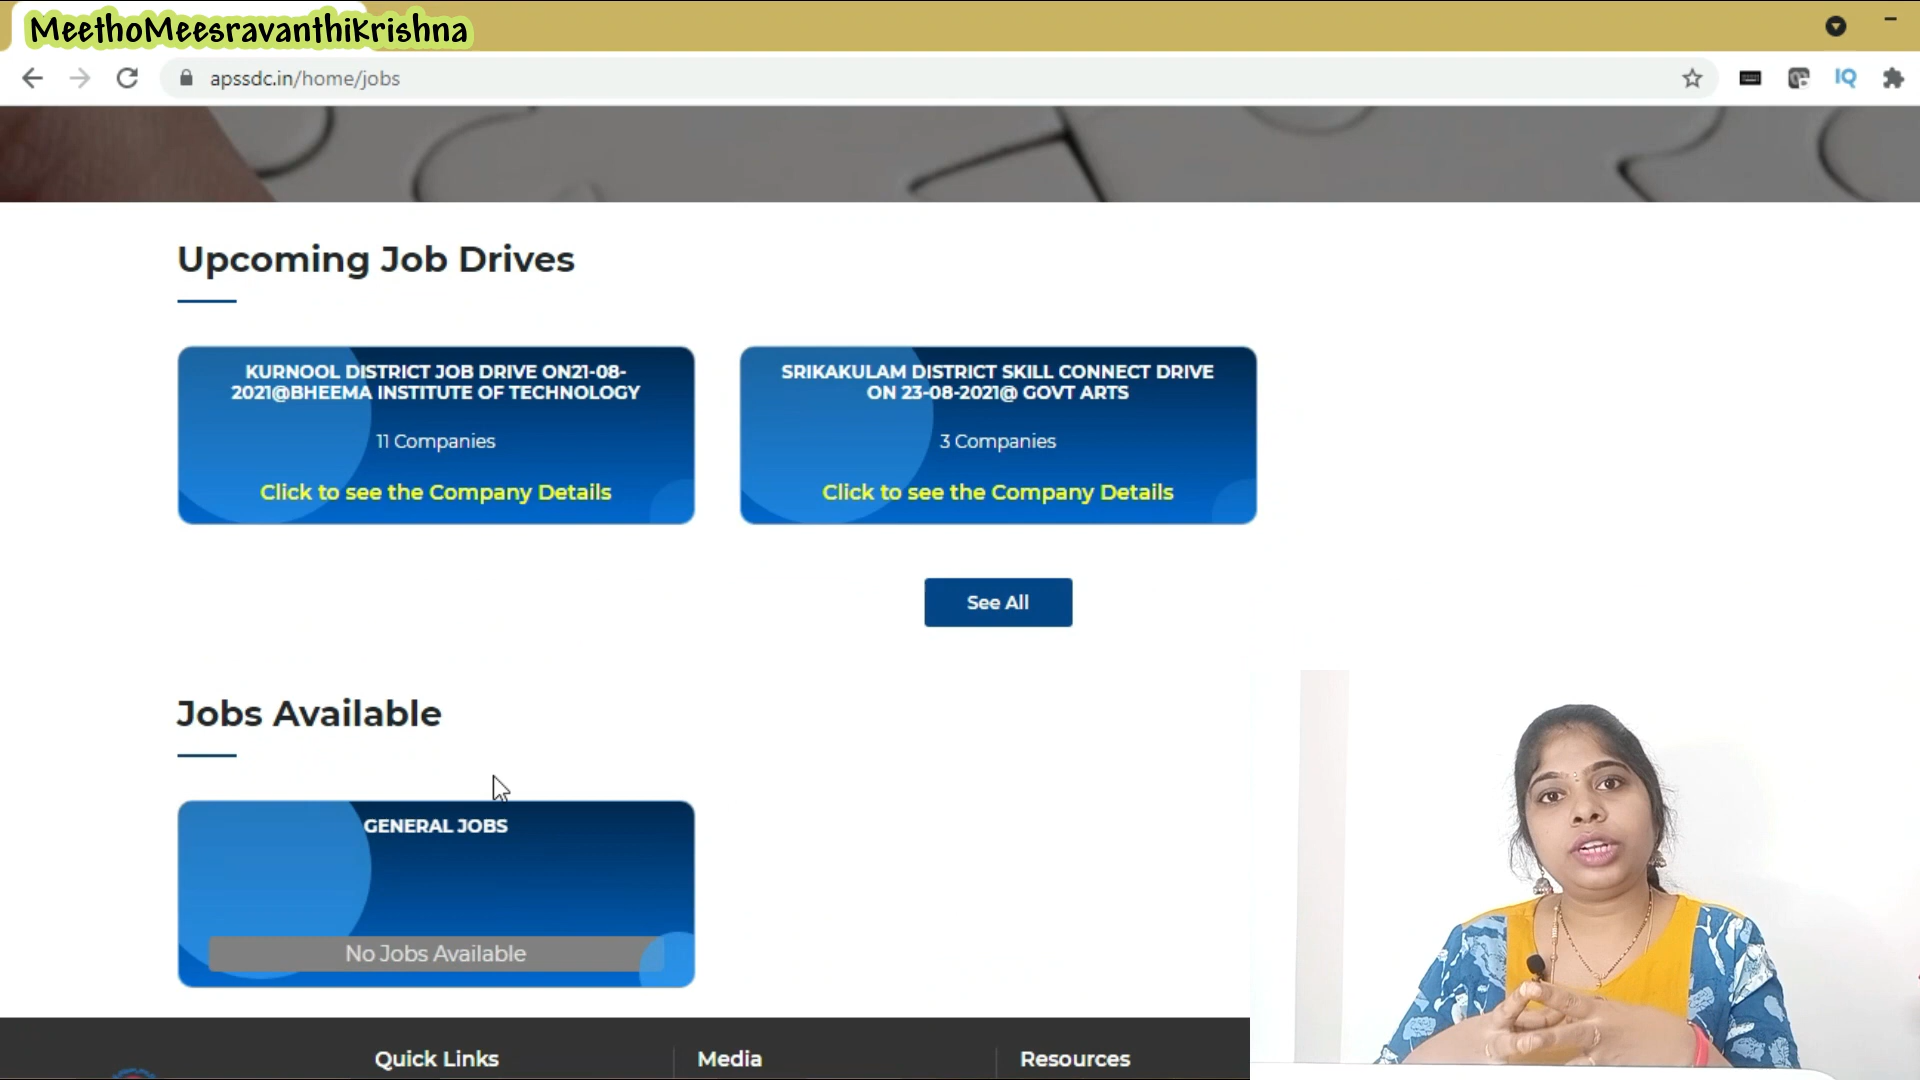 MeethoMeesravanthiKrishna
apssdc.in/home/jobs
IQ
Upcoming Job Drives
KURNOOL DISTRICT JOB DRIVE ON21-08-
2021@BHEEMA INSTITUTE OF TECHNOLOGY
11 Companies
Click to see the Company Details
SRIKAKULAM DISTRICT SKILL CONNECT DRIVE
ON 23-08-2021@ GOVT ARTS
3 Companies
Click to see the Company Details
See All
Jobs Available
GENERAL JOBS
No Jobs Available
Quick Links
Media
Resources